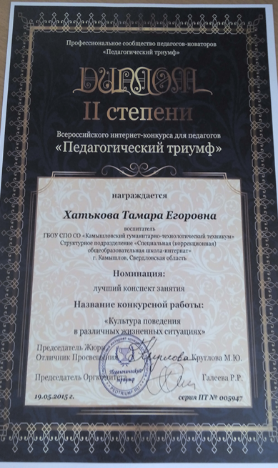 Профессиональное сообщество педагогов-новаторов
«Педагогический триумф»
ДИПЛОМ
II степени
Всероссийского интернет-конкурса для педагогов
«Педагогический триумф»
награждается
Хатькова Тамара Егоровна
воспитатель
ГБОУ СПО СО «Камышловский гуманитарно-технологический техникум»
Структурное подразделение «Специальная (коррекционная)
общеобразовательная школа-интернат»
г. Камышлов, Свердловская область
Номинация:
лучший конспект занятия
Название конкурсной работы:
«Культура поведения
в различных жизненных ситуациях»
Председатель Жюри
Отличник Просвещения Круглова М.Ю.
Председатель Оргкомитета Галеева Р.Р.
19.05.2015 г. серия ПТ № 005947